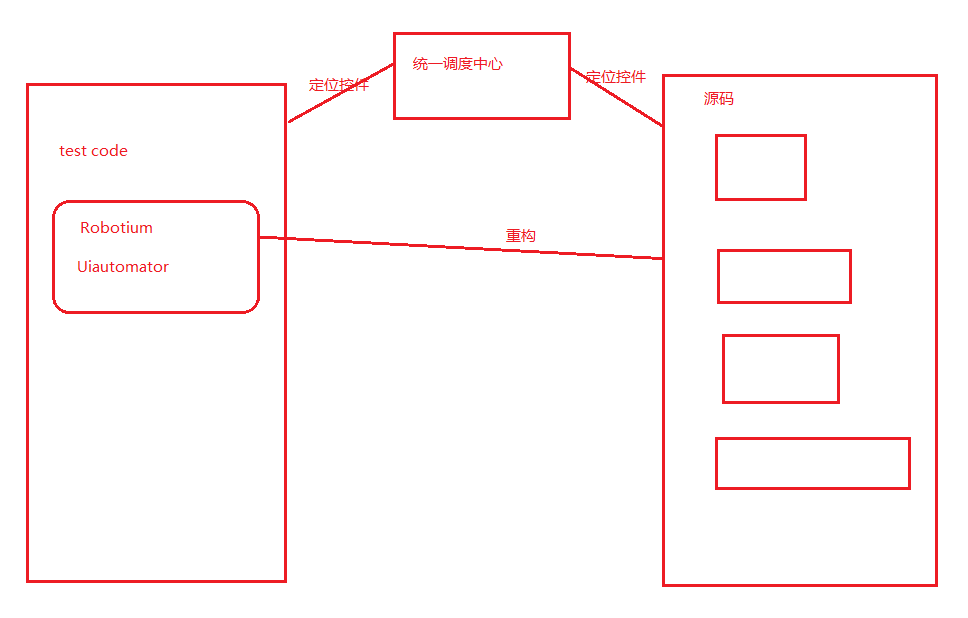 统一调度中心
定位控件
定位控件
源码
test code
Robotium
重构
Uiautomator